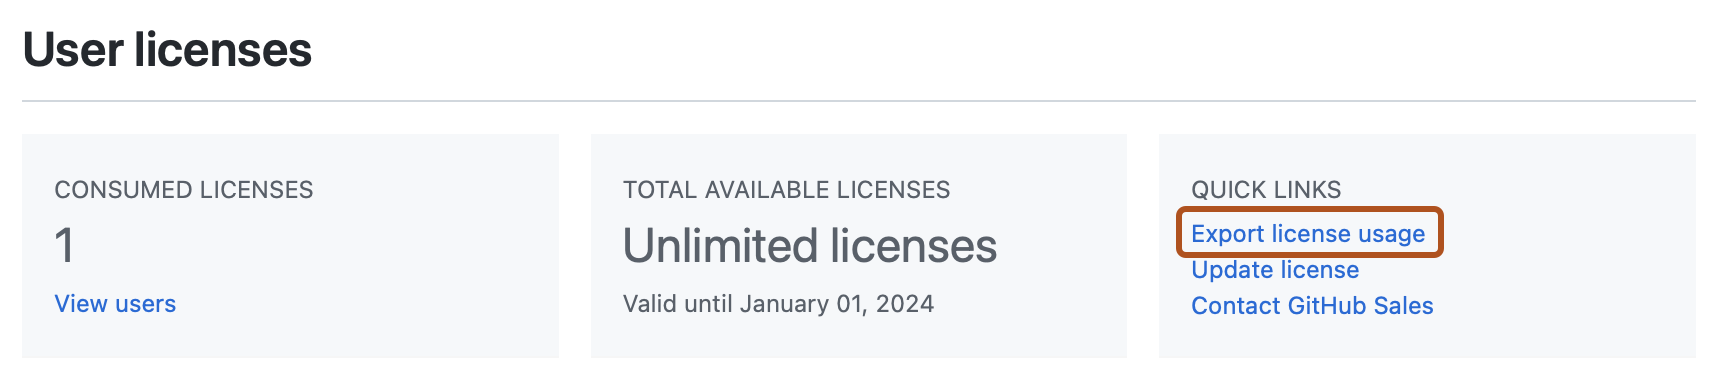 User licenses
CONSUMED LICENSES
1
View users
TOTAL AVAILABLE LICENSES
Unlimited licenses
Valid until January 01, 2024
QUICK LINKS
Export license usage
Update license
Contact GitHub Sales